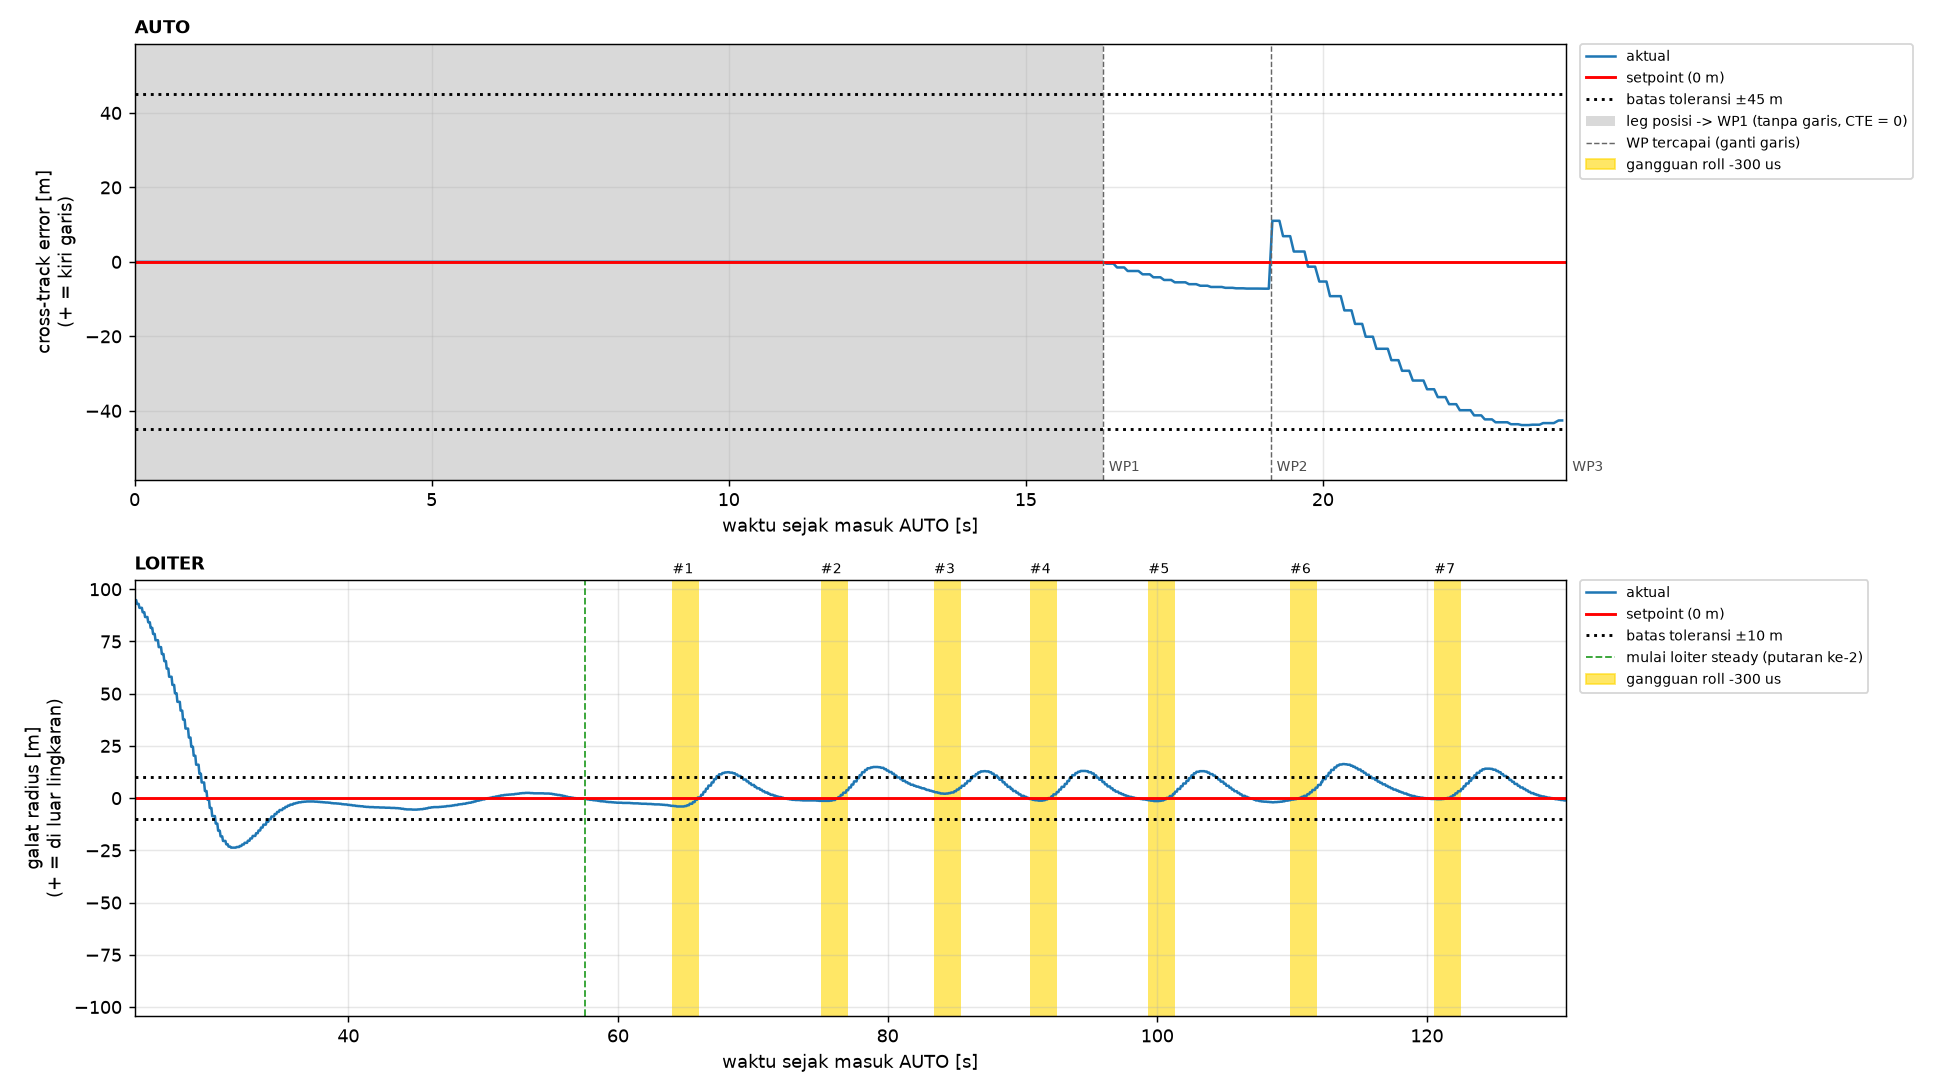 AUTO
40
20
0
−20
−40
cross-track error [m]
(+ = kiri garis)
WP1
WP2
WP3
0
5
10
15
20
waktu sejak masuk AUTO [s]
aktual
setpoint (0 m)
batas toleransi ±45 m
leg posisi -> WP1 (tanpa garis, CTE = 0)
WP tercapai (ganti garis)
gangguan roll -300 us
LOITER
#1
#2
#3
#4
#5
#6
#7
100
75
50
25
0
−25
−50
−75
−100
galat radius [m]
(+ = di luar lingkaran)
40
60
80
100
120
waktu sejak masuk AUTO [s]
aktual
setpoint (0 m)
batas toleransi ±10 m
mulai loiter steady (putaran ke-2)
gangguan roll -300 us